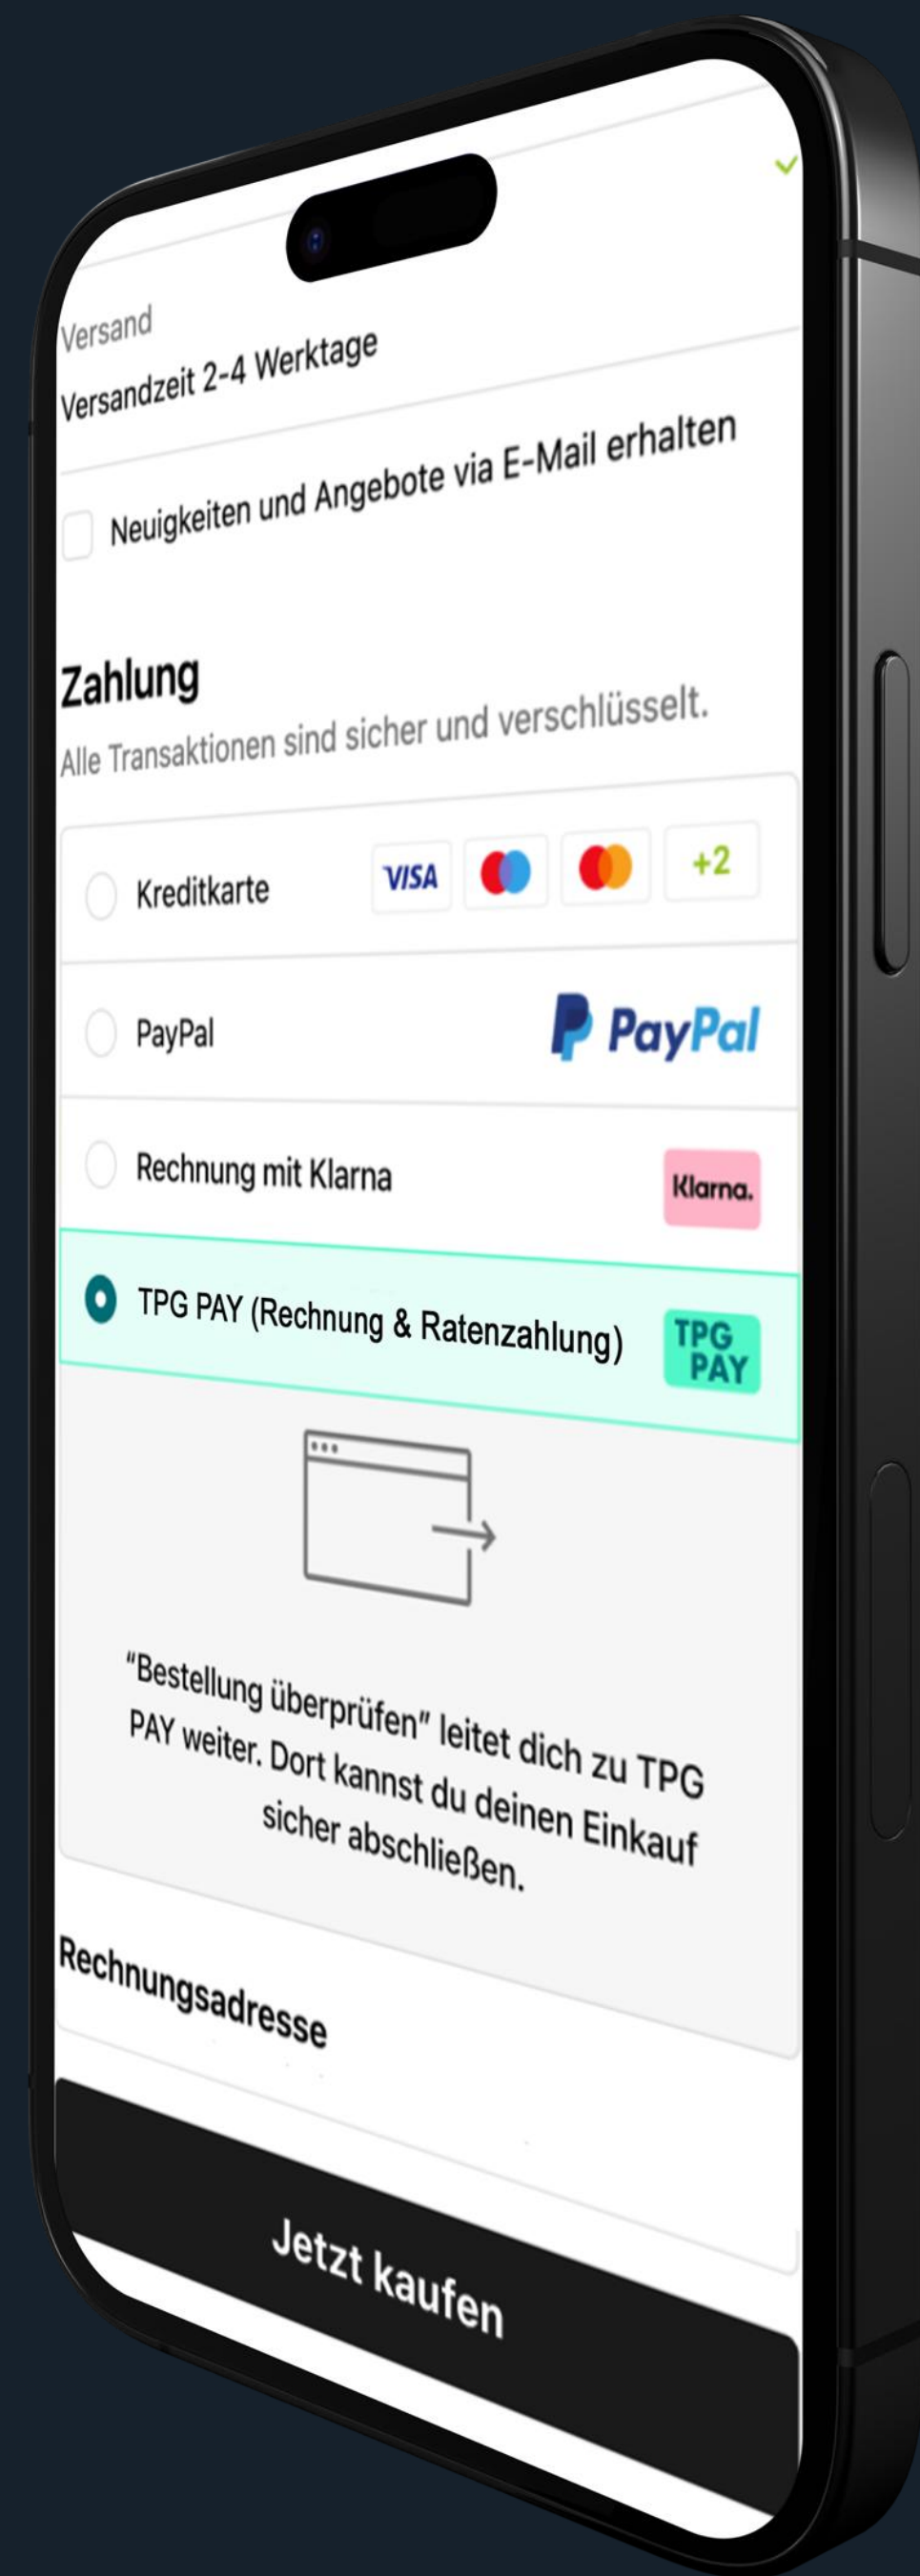 Versand
Versandzeit 2-4 Werktage
Neuigkeiten und Angebote via E-Mail erhalten
Zahlung
Alle Transaktionen sind sicher und verschlüsselt.
Kreditkarte VISA +2
PayPal PayPal
Rechnung mit Klarna Klarna.
TPG PAY (Rechnung & Ratenzahlung) TPG
PAY
“Bestellung überprüfen” leitet dich zu TPG
PAY weiter. Dort kannst du deinen Einkauf
sicher abschließen.
Rechnungsadresse
Jetzt kaufen